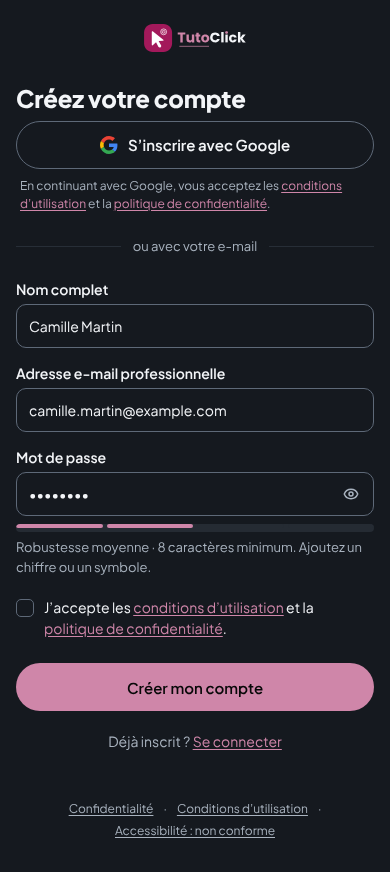 TutoClick
Créez votre compte
S'inscrire avec Google
En continuant avec Google, vous acceptez les conditions
d'utilisation et la politique de confidentialité.
ou avec votre e-mail
Nom complet
Camille Martin
Adresse e-mail professionnelle
camille.martin@example.com
Mot de passe
••••••••
Robustesse moyenne · 8 caractères minimum. Ajoutez un
chiffre ou un symbole.
J'accepte les conditions d'utilisation et la
politique de confidentialité.
Créer mon compte
Déjà inscrit ? Se connecter
Confidentialité · Conditions d'utilisation ·
Accessibilité : non conforme